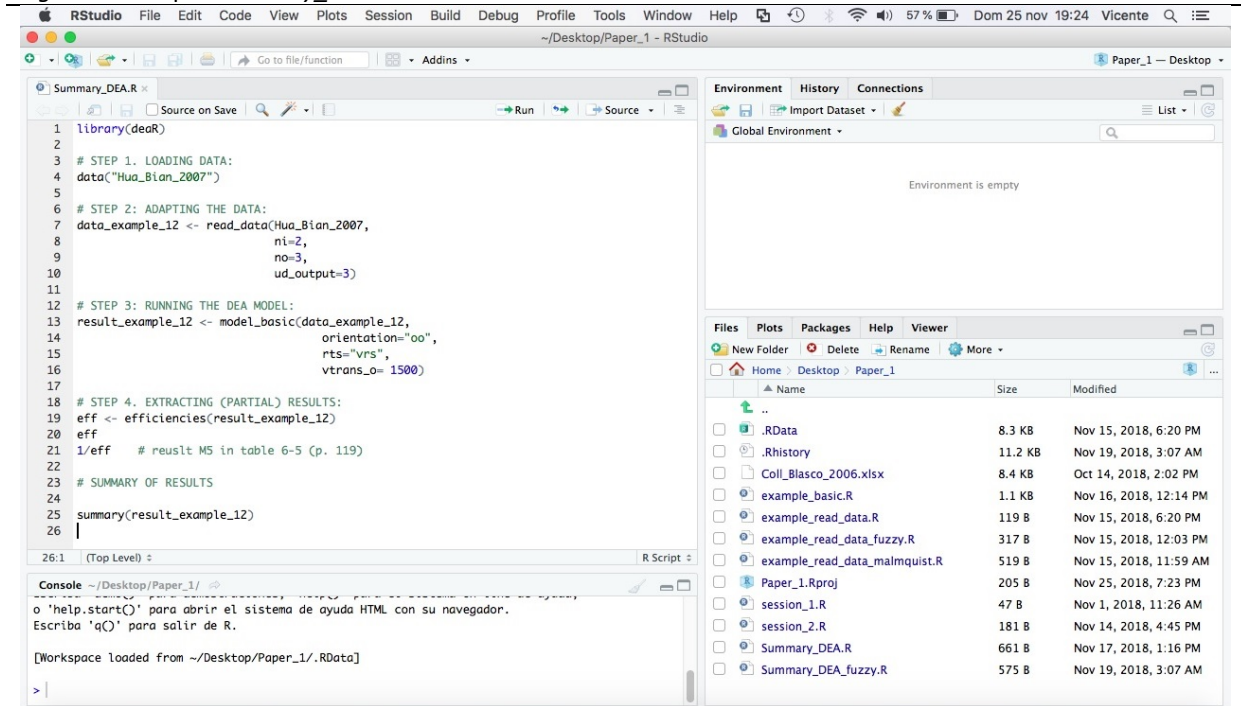 RStudio File Edit Code View Plots Session Build Debug Profile Tools Window Help 57 % Dom 25 nov 19:24 Vicente
~/Desktop/Paper_1 - RStudio
Go to file/function Addins Paper_1 — Desktop
Summary_DEA.R
Source on Save Run Source
1 library(deaR)
2
3 # STEP 1. LOADING DATA:
4 data("Hua_Bian_2007")
5
6 # STEP 2: ADAPTING THE DATA:
7 data_example_12 <- read_data(Hua_Bian_2007,
8 ni=2,
9 no=3,
10 ud_output=3)
11
12 # STEP 3: RUNNING THE DEA MODEL:
13 result_example_12 <- model_basic(data_example_12,
14 orientation="oo",
15 rts="vrs",
16 vtrans_o= 1500)
17
18 # STEP 4. EXTRACTING (PARTIAL) RESULTS:
19 eff <- efficiencies(result_example_12)
20 eff
21 1/eff # reuslt M5 in table 6-5 (p. 119)
22
23 # SUMMARY OF RESULTS
24
25 summary(result_example_12)
26
26:1 (Top Level) R Script
Console ~/Desktop/Paper_1/
o 'help.start()' para abrir el sistema de ayuda HTML con su navegador.
Escriba 'q()' para salir de R.
[Workspace loaded from ~/Desktop/Paper_1/.RData]
>
Environment History Connections
Import Dataset List
Global Environment
Environment is empty
Files Plots Packages Help Viewer
New Folder Delete Rename More
Home Desktop Paper_1 ...
Name Size Modified
..
.RData 8.3 KB Nov 15, 2018, 6:20 PM
.Rhistory 11.2 KB Nov 19, 2018, 3:07 AM
Coll_Blasco_2006.xlsx 8.4 KB Oct 14, 2018, 2:02 PM
example_basic.R 1.1 KB Nov 16, 2018, 12:14 PM
example_read_data.R 119 B Nov 15, 2018, 6:20 PM
example_read_data_fuzzy.R 317 B Nov 15, 2018, 12:03 PM
example_read_data_malmquist.R 519 B Nov 15, 2018, 11:59 AM
Paper_1.Rproj 205 B Nov 25, 2018, 7:23 PM
session_1.R 47 B Nov 1, 2018, 11:26 AM
session_2.R 181 B Nov 14, 2018, 4:45 PM
Summary_DEA.R 661 B Nov 17, 2018, 1:16 PM
Summary_DEA_fuzzy.R 575 B Nov 19, 2018, 3:07 AM